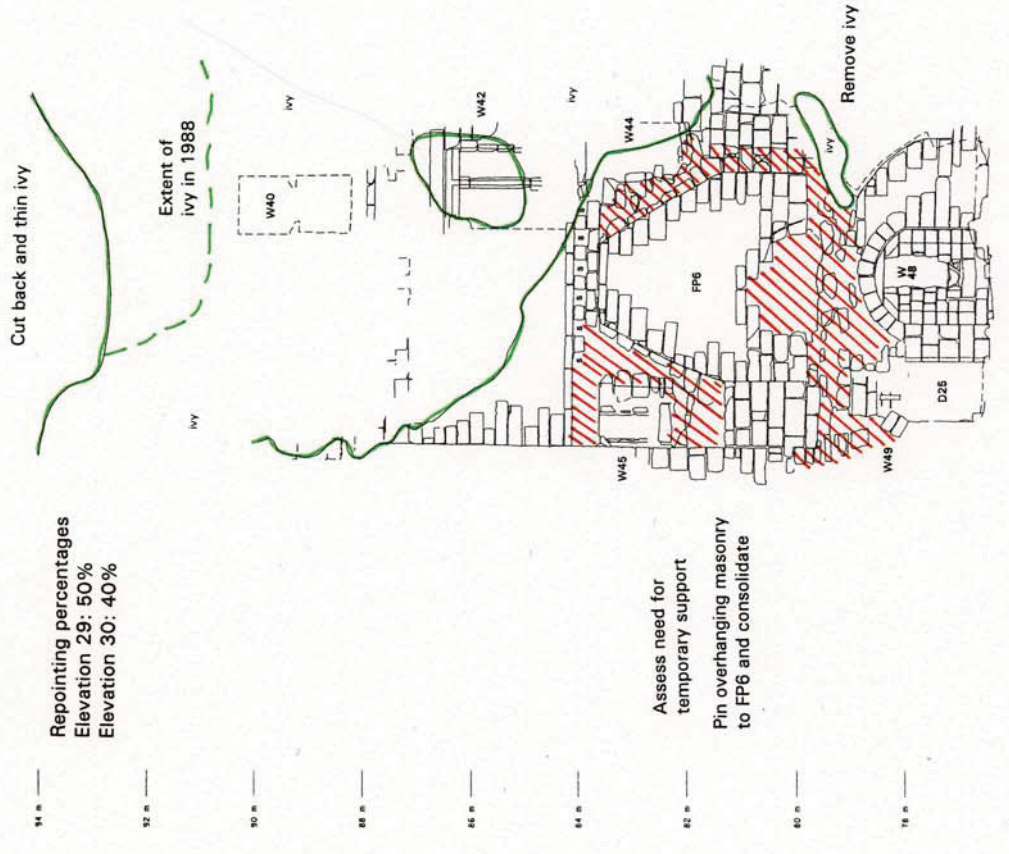 Cut back and thin ivy
Repointing percentages
Elevation 29: 50%
Elevation 30: 40%
Extent of
ivy in 1988
ivy
ivy
W40
W42
ivy
W44
W45
s s s s s
FP6
ivy
Remove ivy
W
48
W49
D25
Assess need for
temporary support
Pin overhanging masonry
to FP6 and consolidate
94 m
92 m
90 m
88 m
86 m
84 m
82 m
80 m
78 m